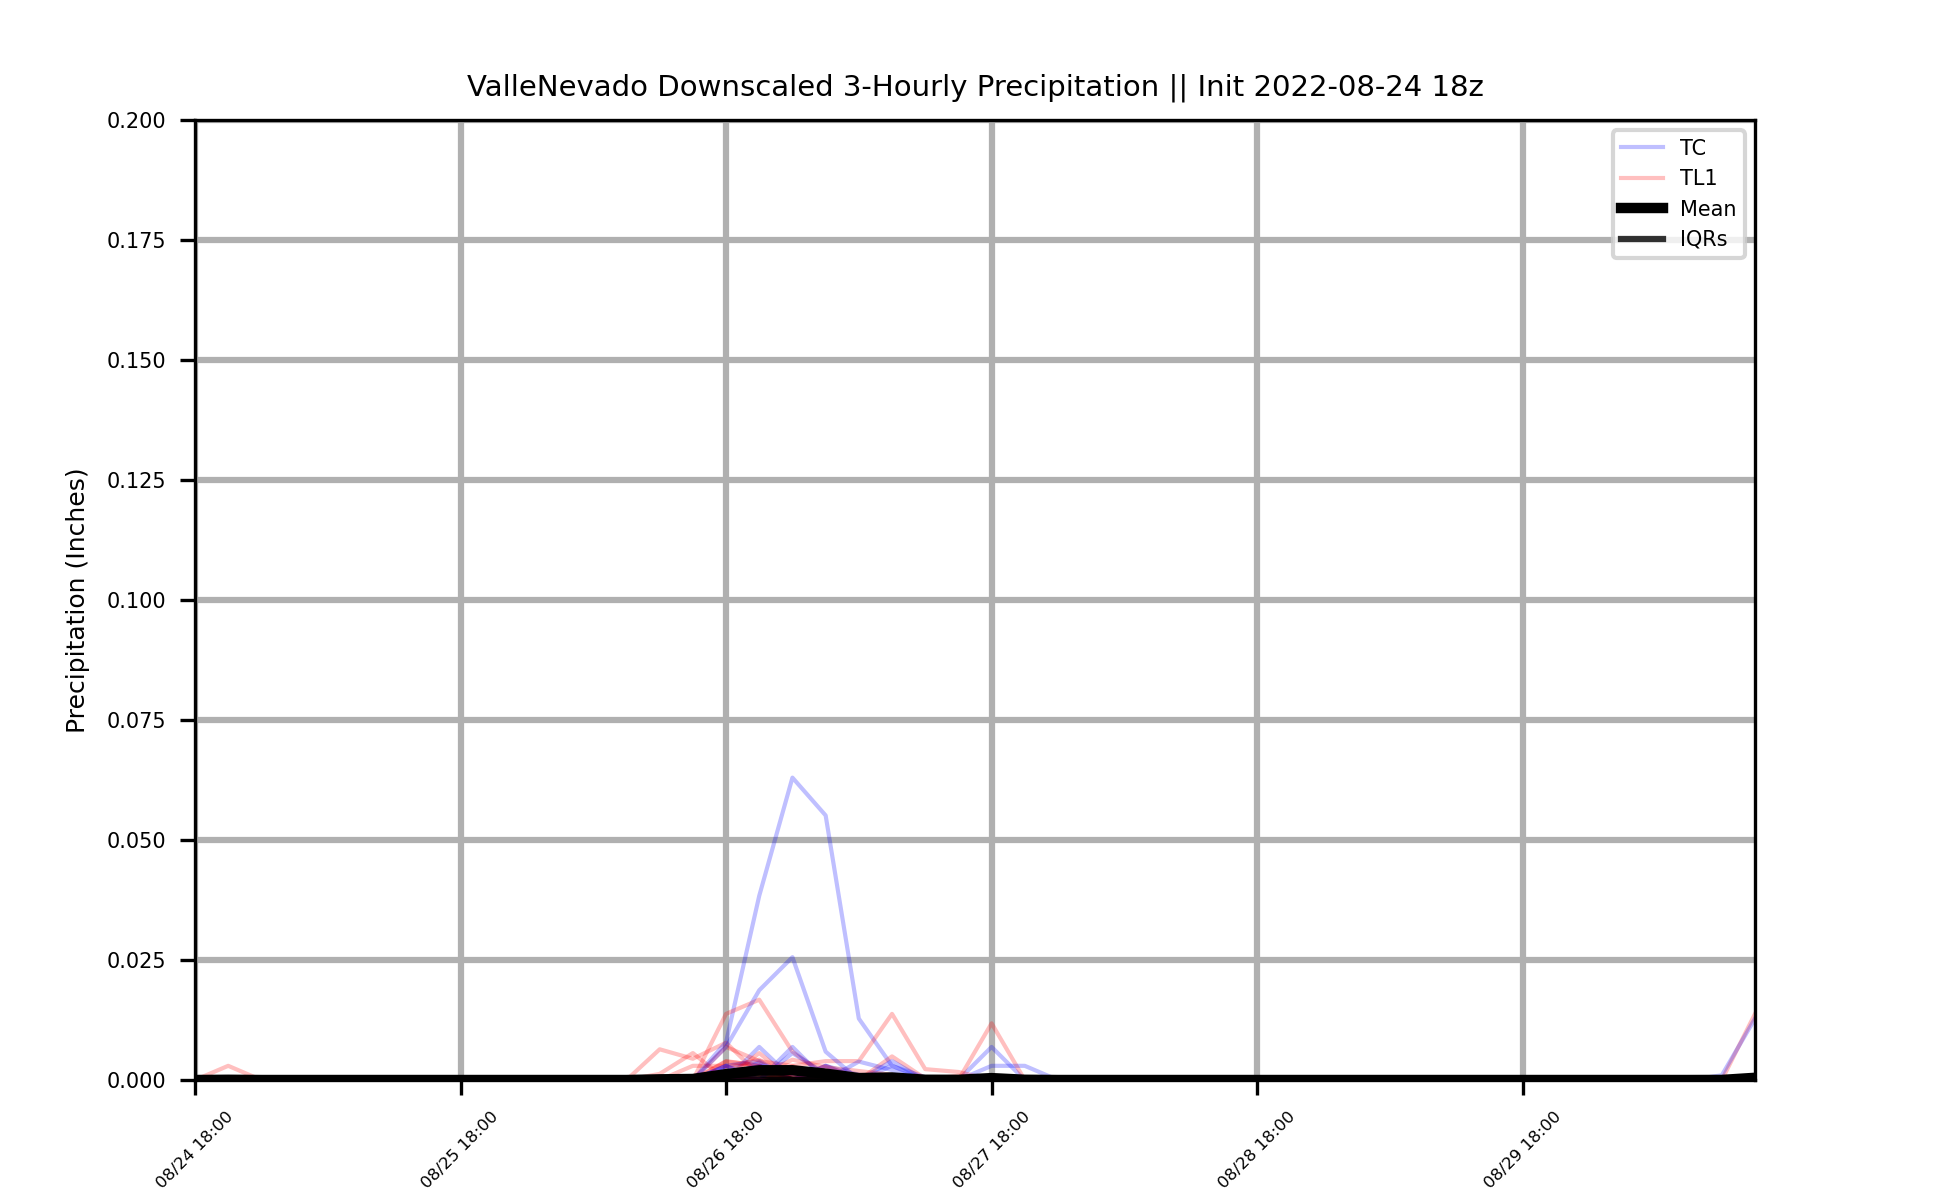 ValleNevado Downscaled 3-Hourly Precipitation || Init 2022-08-24 18z
Precipitation (Inches)
0.200
0.175
0.150
0.125
0.100
0.075
0.050
0.025
0.000
TC
TL1
Mean
IQRs
08/24 18:00
08/25 18:00
08/26 18:00
08/27 18:00
08/28 18:00
08/29 18:00